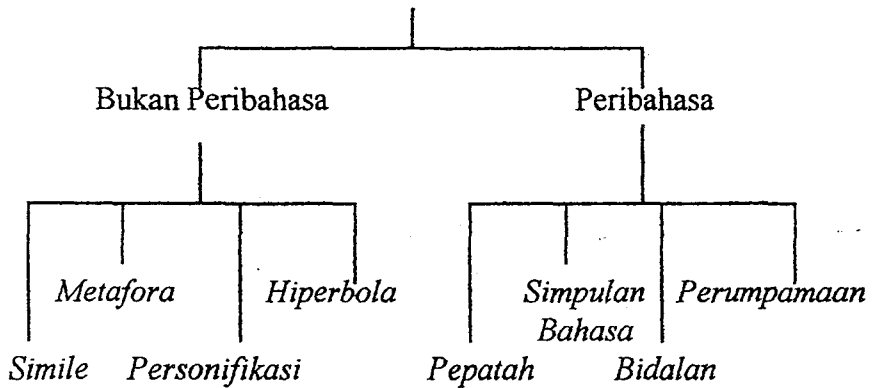 Bukan Peribahasa Peribahasa
Metafora Hiperbola Simpulan Perumpamaan
Bahasa
Simile Personifikasi Pepatah Bidalan